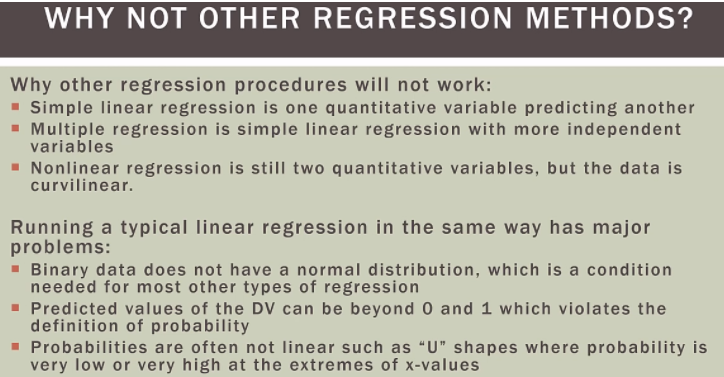 WHY NOT OTHER REGRESSION METHODS?
Why other regression procedures will not work:
▪ Simple linear regression is one quantitative variable predicting another
▪ Multiple regression is simple linear regression with more independent
variables
▪ Nonlinear regression is still two quantitative variables, but the data is
curvilinear.
Running a typical linear regression in the same way has major
problems:
▪ Binary data does not have a normal distribution, which is a condition
needed for most other types of regression
▪ Predicted values of the DV can be beyond 0 and 1 which violates the
definition of probability
▪ Probabilities are often not linear such as “U” shapes where probability is
very low or very high at the extremes of x-values